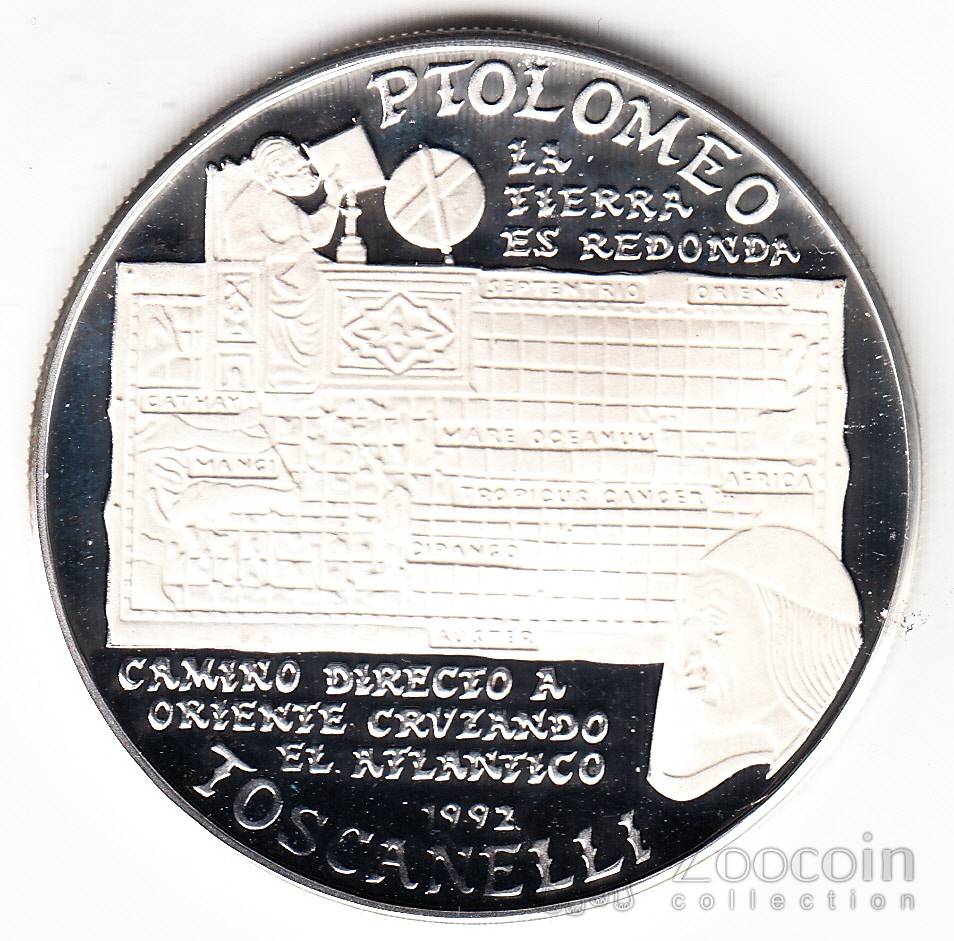 PTOLOMEO
LA
TIERRA
ES REDONDA
SEPTENTRIO
ORIENS
CATHAY
MARE OCEANUM
MANGI
AFRICA
TROPICUS CANCER
CIPANGO
AUSTER
CAMINO DIRECTO A
ORIENTE CRUZANDO
EL ATLANTICO
1992
TOSCANELLI
zoocoin
collection